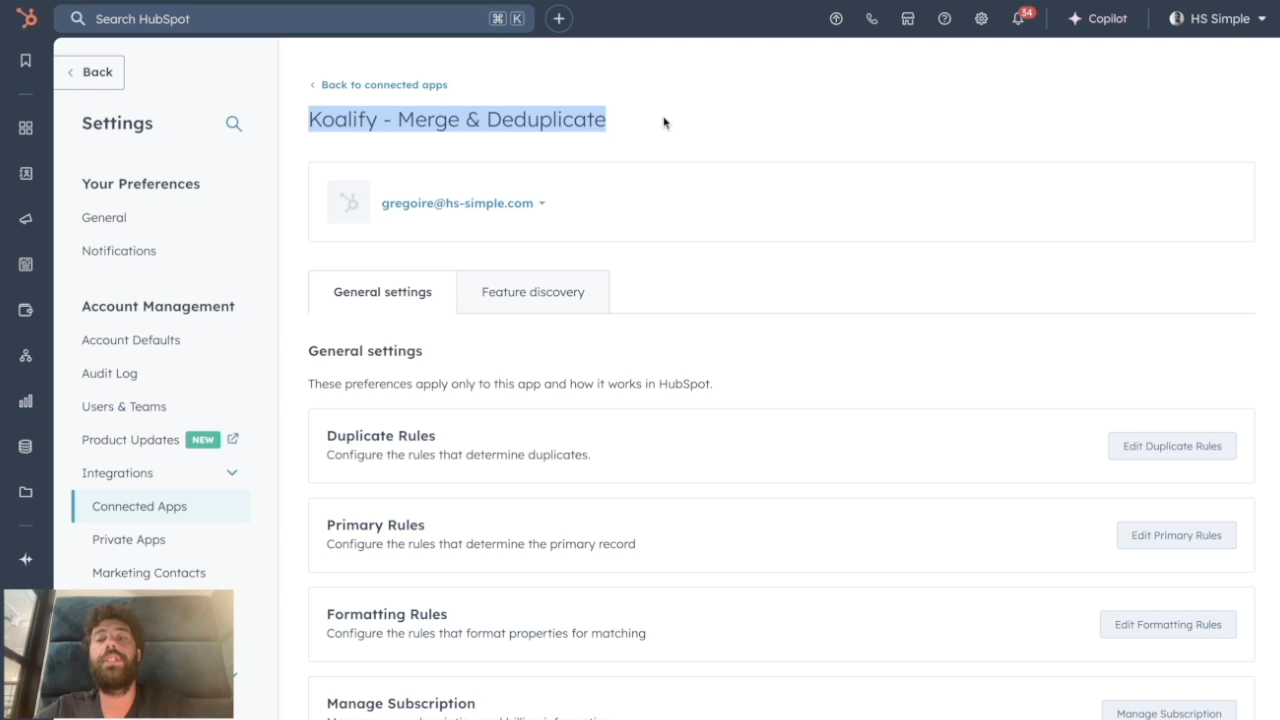 Search HubSpot
⌘ K
34
Copilot
HS Simple
Back
Settings
Your Preferences
General
Notifications
Account Management
Account Defaults
Audit Log
Users & Teams
Product Updates NEW
Integrations
Connected Apps
Private Apps
Marketing Contacts
Back to connected apps
Koalify - Merge & Deduplicate
gregoire@hs-simple.com
General settings
Feature discovery
General settings
These preferences apply only to this app and how it works in HubSpot.
Duplicate Rules
Configure the rules that determine duplicates.
Edit Duplicate Rules
Primary Rules
Configure the rules that determine the primary record
Edit Primary Rules
Formatting Rules
Configure the rules that format properties for matching
Edit Formatting Rules
Manage Subscription
Manage Subscription